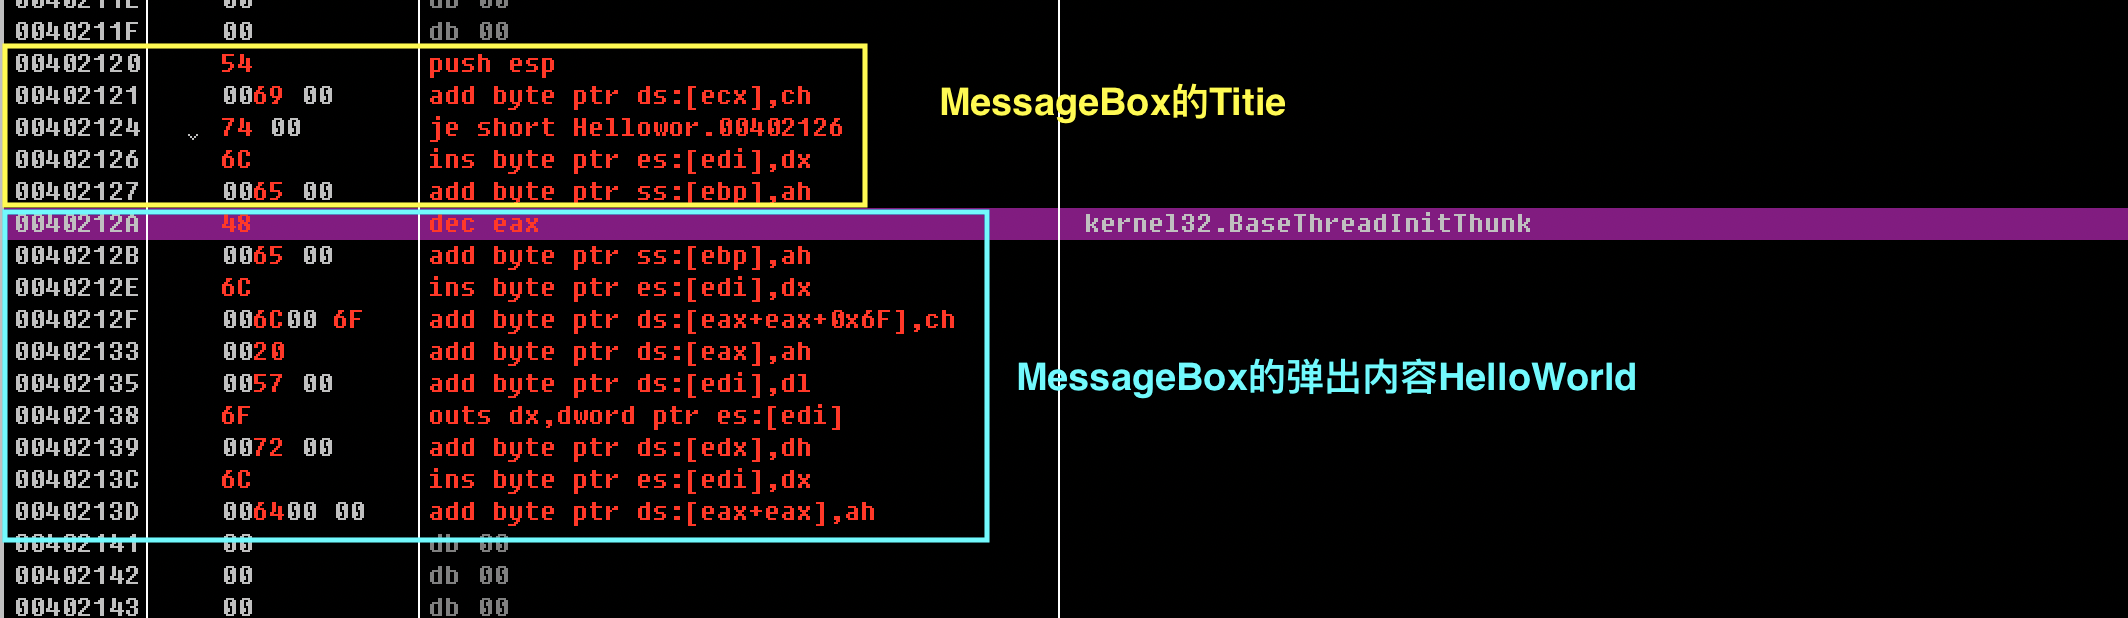 0040211E 00 db 00
0040211F 00 db 00
00402120 54 push esp
00402121 0069 00 add byte ptr ds:[ecx],ch
MessageBox的Titie
00402124 74 00 je short Hellowor.00402126
00402126 6C ins byte ptr es:[edi],dx
00402127 0065 00 add byte ptr ss:[ebp],ah
0040212A 48 dec eax kernel32.BaseThreadInitThunk
0040212B 0065 00 add byte ptr ss:[ebp],ah
0040212E 6C ins byte ptr es:[edi],dx
0040212F 006C00 6F add byte ptr ds:[eax+eax+0x6F],ch
00402133 0020 add byte ptr ds:[eax],ah
00402135 0057 00 add byte ptr ds:[edi],dl
MessageBox的弹出内容HelloWorld
00402138 6F outs dx,dword ptr es:[edi]
00402139 0072 00 add byte ptr ds:[edx],dh
0040213C 6C ins byte ptr es:[edi],dx
0040213D 006400 00 add byte ptr ds:[eax+eax],ah
00402141 00 db 00
00402142 00 db 00
00402143 00 db 00